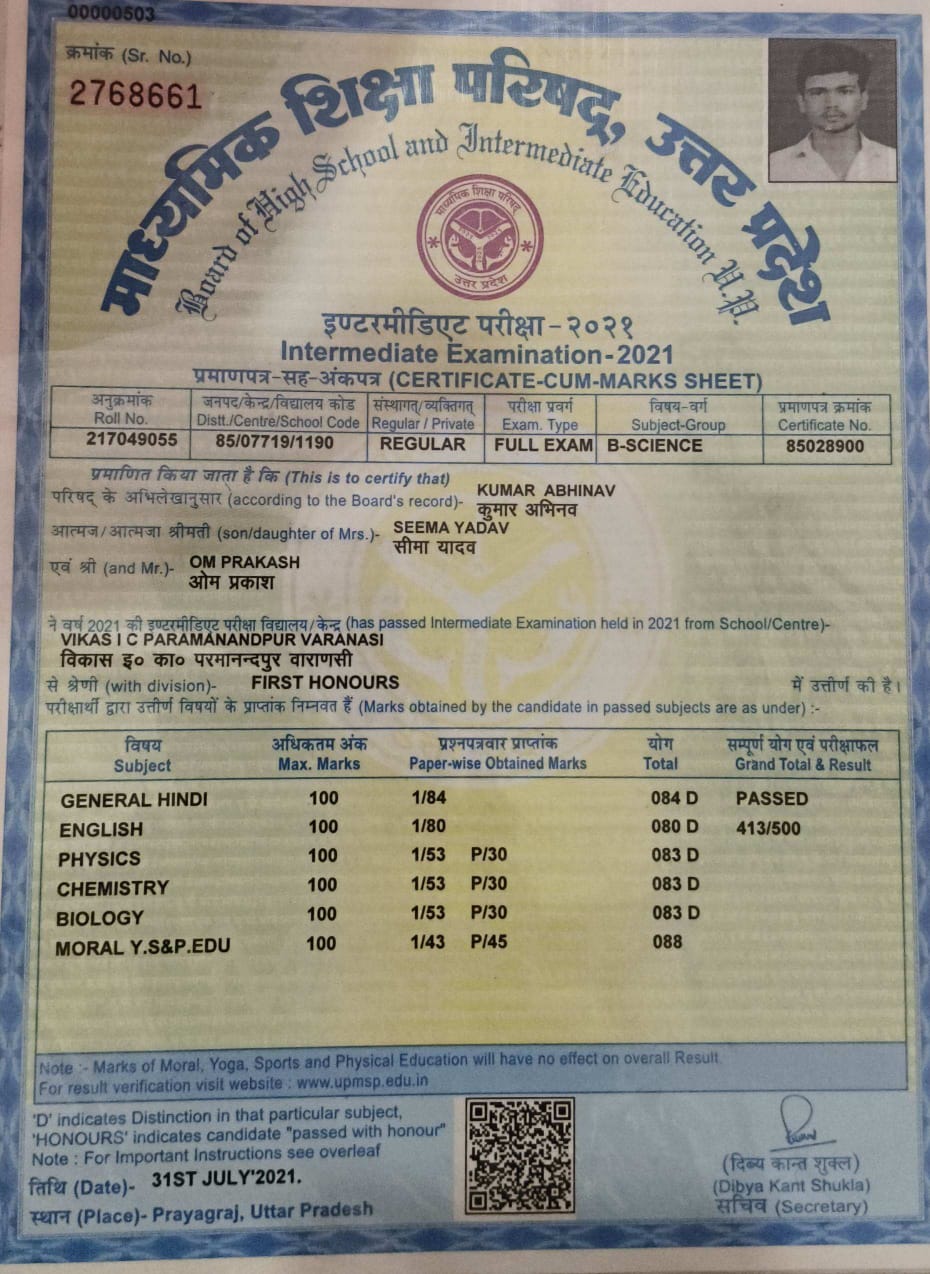 00000503
क्रमांक (Sr. No.)
2768661
माध्यमिक शिक्षा परिषद्, उत्तर प्रदेश
Board of High School and Intermediate Education U.P.
माध्यमिक शिक्षा परिषद्
उत्तर प्रदेश
इण्टरमीडिएट परीक्षा - २०२१
Intermediate Examination - 2021
प्रमाणपत्र-सह-अंकपत्र (CERTIFICATE-CUM-MARKS SHEET)
अनुक्रमांक जनपद/केन्द्र/विद्यालय कोड संस्थागत्/व्यक्तिगत् परीक्षा प्रवर्ग विषय-वर्ग प्रमाणपत्र क्रमांक
Roll No. Distt./Centre/School Code Regular / Private Exam. Type Subject-Group Certificate No.
217049055 85/07719/1190 REGULAR FULL EXAM B-SCIENCE 85028900
प्रमाणित किया जाता है कि (This is to certify that)
परिषद् के अभिलेखानुसार (according to the Board's record)- KUMAR ABHINAV
कुमार अभिनव
आत्मज/आत्मजा श्रीमती (son/daughter of Mrs.)- SEEMA YADAV
सीमा यादव
एवं श्री (and Mr.)- OM PRAKASH
ओम प्रकाश
ने वर्ष 2021 की इण्टरमीडिएट परीक्षा विद्यालय/केन्द्र (has passed Intermediate Examination held in 2021 from School/Centre)-
VIKAS I C PARAMANANDPUR VARANASI
विकास इ० का० परमानन्दपुर वाराणसी
से श्रेणी (with division)- FIRST HONOURS में उत्तीर्ण की है।
परीक्षार्थी द्वारा उत्तीर्ण विषयों के प्राप्तांक निम्नवत हैं (Marks obtained by the candidate in passed subjects are as under) :-
विषय अधिकतम अंक प्रश्नपत्रवार प्राप्तांक योग सम्पूर्ण योग एवं परीक्षाफल
Subject Max. Marks Paper-wise Obtained Marks Total Grand Total & Result
GENERAL HINDI 100 1/84 084 D PASSED
ENGLISH 100 1/80 080 D 413/500
PHYSICS 100 1/53 P/30 083 D
CHEMISTRY 100 1/53 P/30 083 D
BIOLOGY 100 1/53 P/30 083 D
MORAL Y.S&P.EDU 100 1/43 P/45 088
Note :- Marks of Moral, Yoga, Sports and Physical Education will have no effect on overall Result.
For result verification visit website : www.upmsp.edu.in
'D' indicates Distinction in that particular subject,
'HONOURS' indicates candidate "passed with honour"
Note : For Important Instructions see overleaf
तिथि (Date)- 31ST JULY'2021.
स्थान (Place)- Prayagraj, Uttar Pradesh
(दिब्य कान्त शुक्ल)
(Dibya Kant Shukla)
सचिव (Secretary)